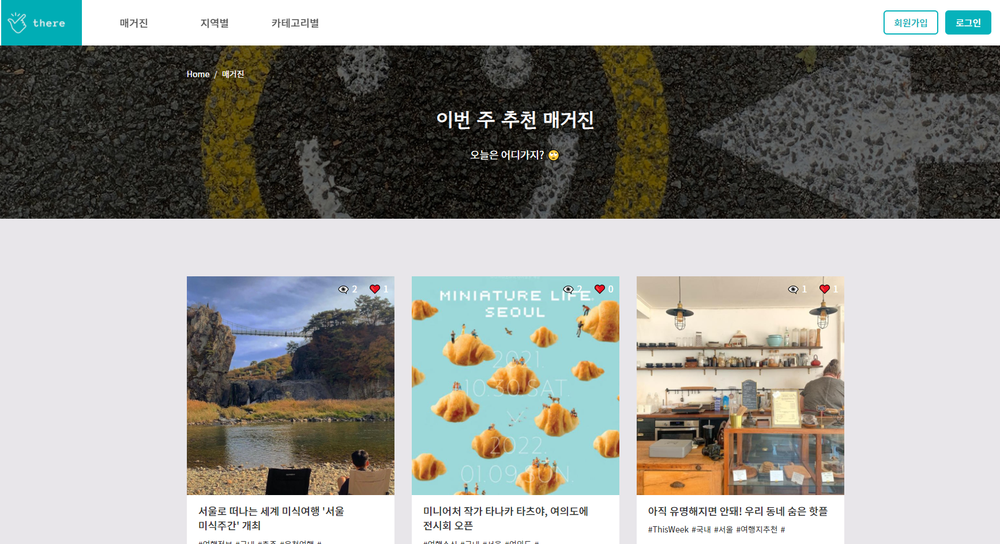 there
매거진
지역별
카테고리별
회원가입
로그인
Home / 매거진
이번 주 추천 매거진
오늘은 어디가지? 🙄
2 1
2 0
1 1
MINIATURE LIFE
SEOUL
2021.
10.30 SAT.
2022.
01.09 SUN.
서울로 떠나는 세계 미식여행 '서울
미식주간' 개최
미니어처 작가 타나카 타츠야, 여의도에
전시회 오픈
아직 유명해지면 안돼! 우리 동네 숨은 핫플
#ThisWeek #국내 #서울 #여행지추천 #